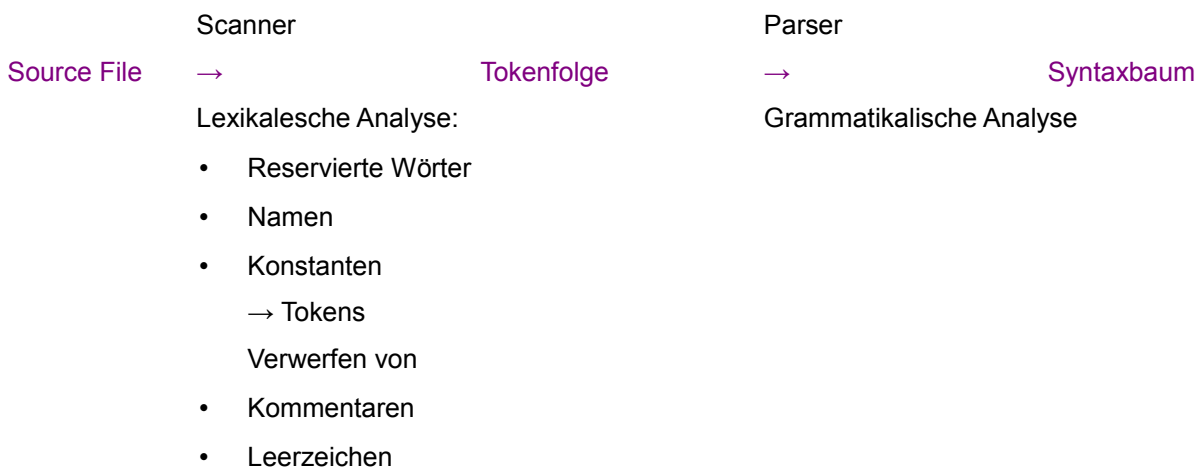 Scanner Parser
Source File → Tokenfolge → Syntaxbaum
Lexikalesche Analyse: Grammatikalische Analyse
• Reservierte Wörter
• Namen
• Konstanten
→ Tokens
Verwerfen von
• Kommentaren
• Leerzeichen